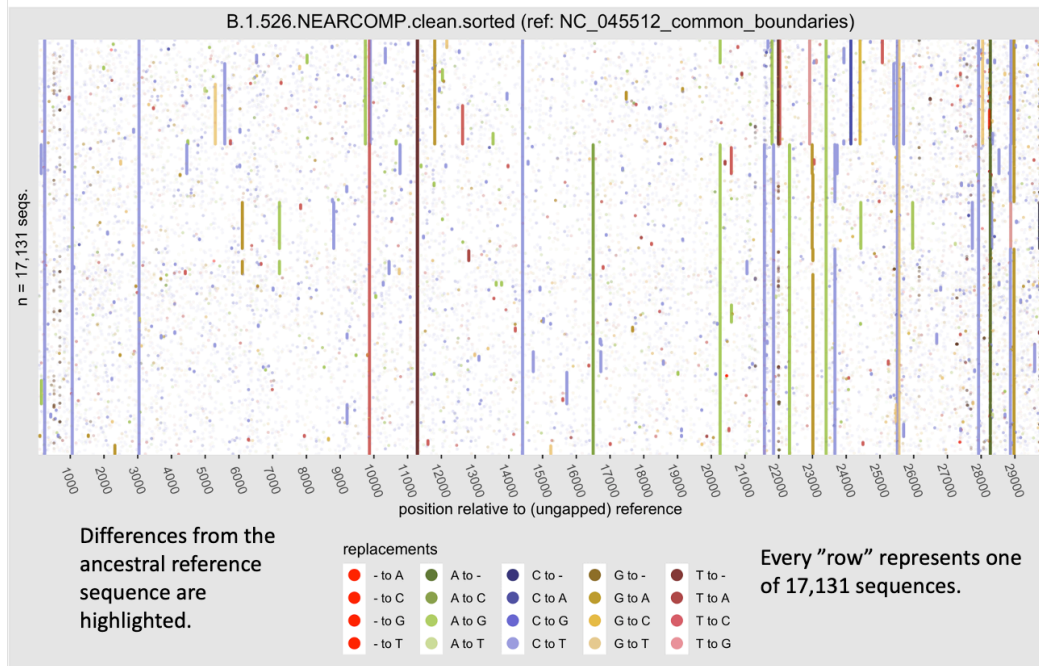 B.1.526.NEARCOMP.clean.sorted (ref: NC_045512_common_boundaries)
n = 17,131 seqs.
1000 2000 3000 4000 5000 6000 7000 8000 9000 10000 11000 12000 13000 14000 15000 16000 17000 18000 19000 20000 21000 22000 23000 24000 25000 26000 27000 28000 29000
position relative to (ungapped) reference
Differences from the
ancestral reference
sequence are
highlighted.
replacements
- to A A to - C to - G to - T to -
- to C A to C C to A G to A T to A
- to G A to G C to G G to C T to C
- to T A to T C to T G to T T to G
Every ”row” represents one
of 17,131 sequences.